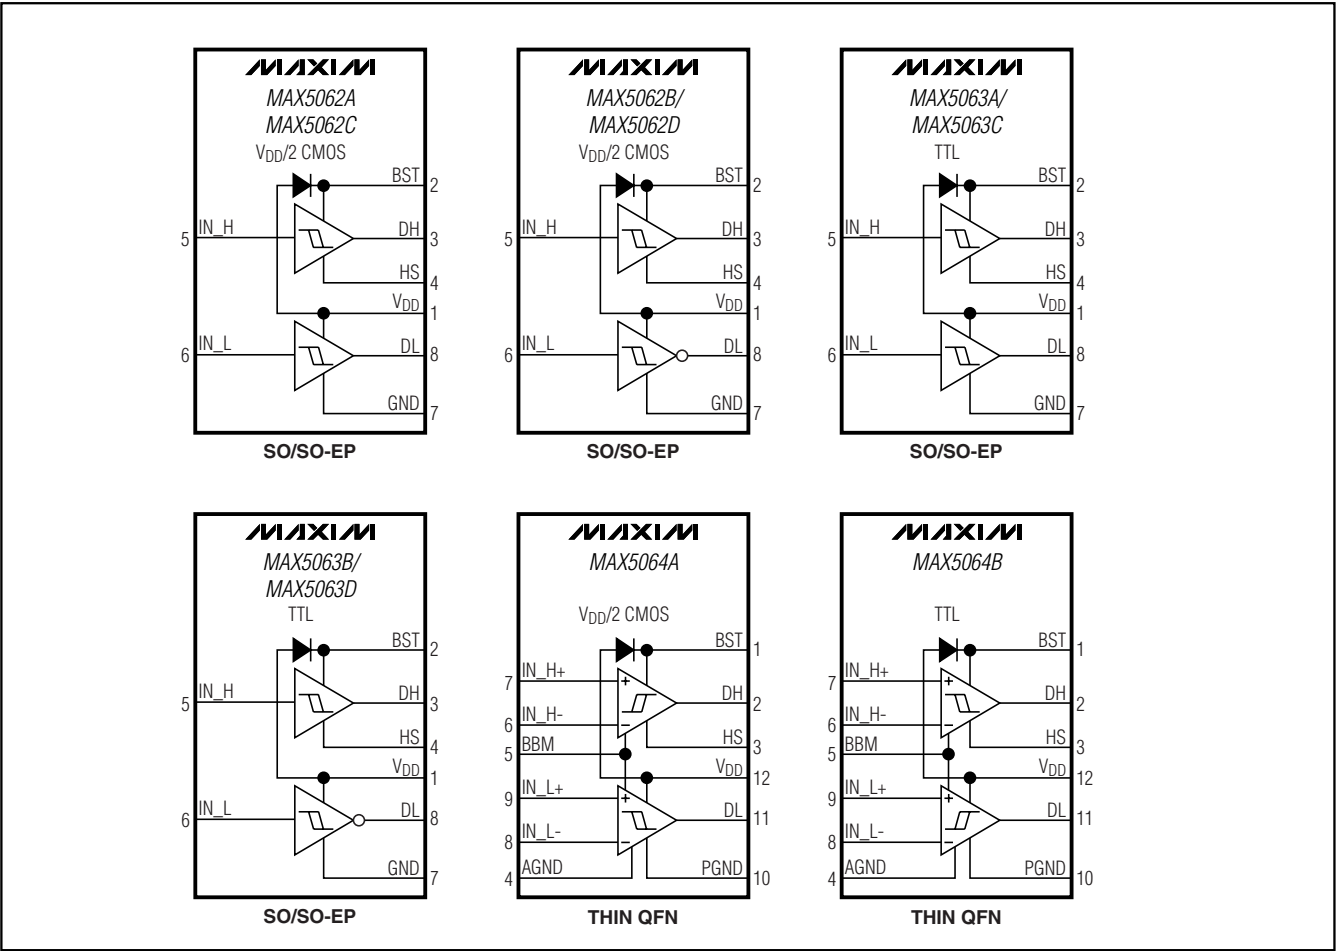 MAXIM
MAX5062A
MAX5062C
VDD/2 CMOS
BST 2
5 IN_H
DH 3
HS 4
VDD 1
6 IN_L
DL 8
GND 7
SO/SO-EP
MAXIM
MAX5062B/
MAX5062D
VDD/2 CMOS
BST 2
5 IN_H
DH 3
HS 4
VDD 1
6 IN_L
DL 8
GND 7
SO/SO-EP
MAXIM
MAX5063A/
MAX5063C
TTL
BST 2
5 IN_H
DH 3
HS 4
VDD 1
6 IN_L
DL 8
GND 7
SO/SO-EP
MAXIM
MAX5063B/
MAX5063D
TTL
BST 2
5 IN_H
DH 3
HS 4
VDD 1
6 IN_L
DL 8
GND 7
SO/SO-EP
MAXIM
MAX5064A
VDD/2 CMOS
BST 1
7 IN_H+
+
DH 2
6 IN_H-
−
HS 3
5 BBM
VDD 12
9 IN_L+
+
DL 11
8 IN_L-
−
4 AGND
PGND 10
THIN QFN
MAXIM
MAX5064B
TTL
BST 1
7 IN_H+
+
DH 2
6 IN_H-
−
HS 3
5 BBM
VDD 12
9 IN_L+
+
DL 11
8 IN_L-
−
4 AGND
PGND 10
THIN QFN